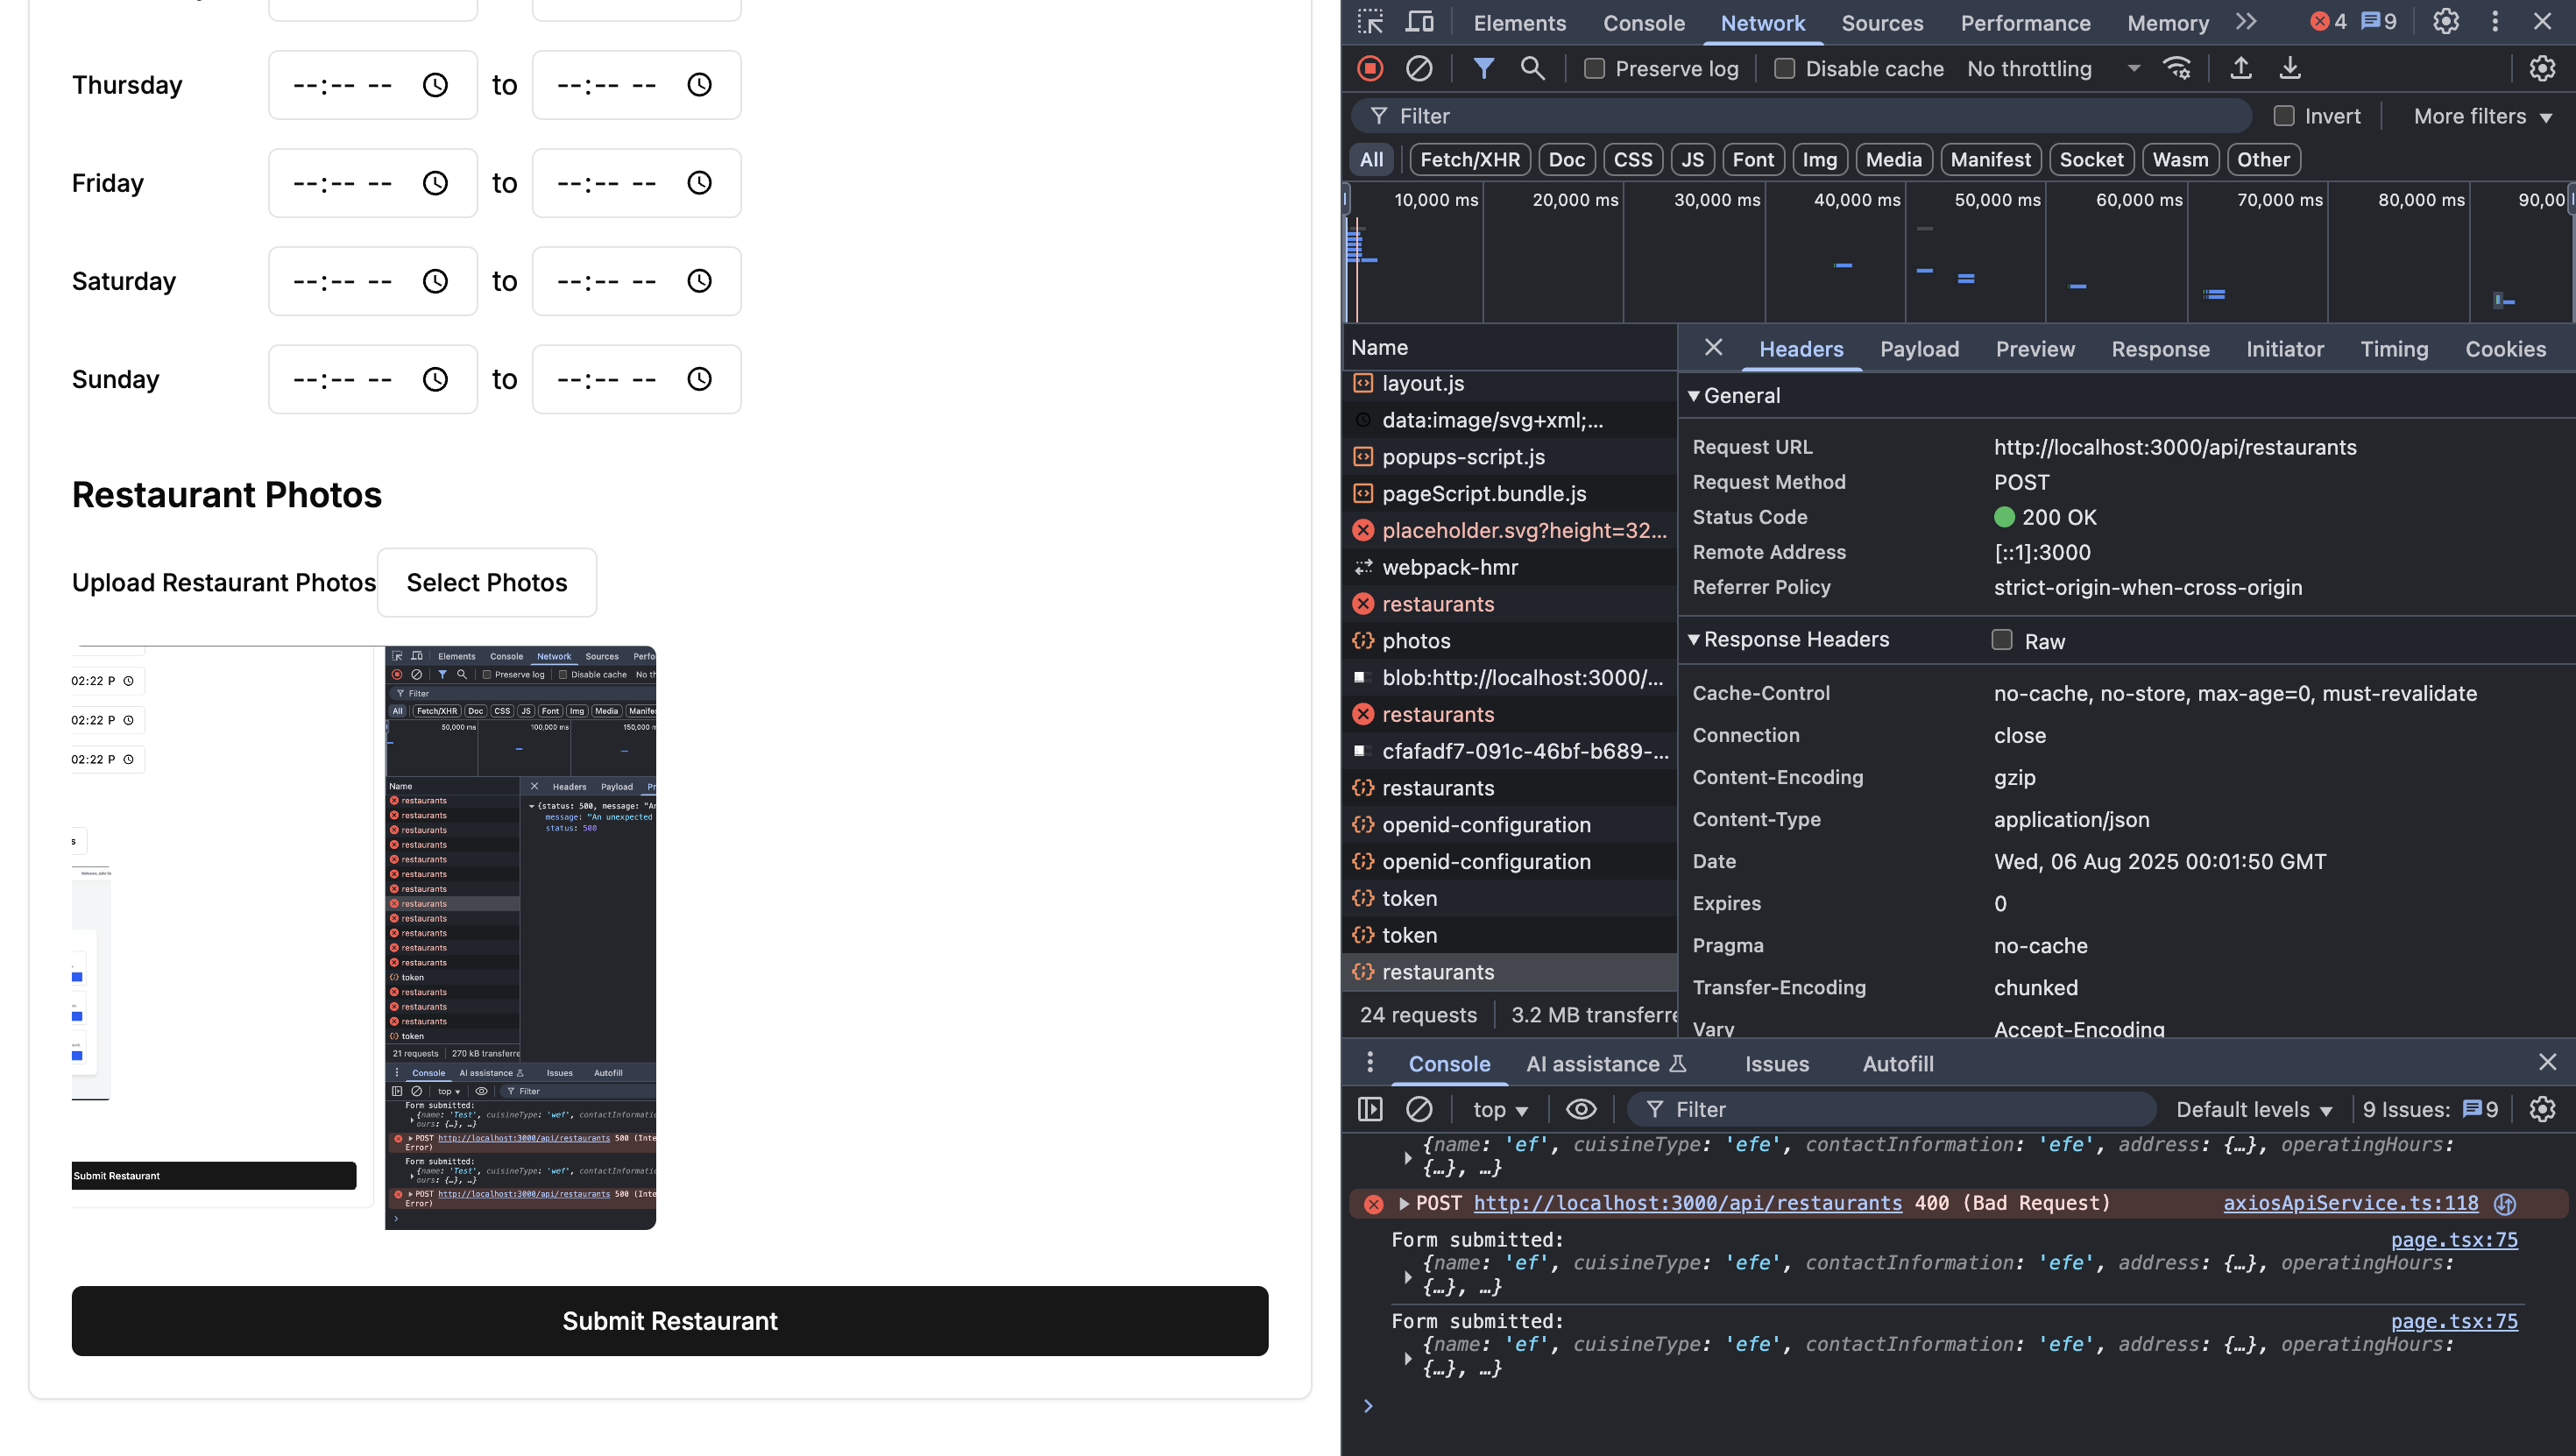 Thursday --:-- -- to --:-- --
Friday --:-- -- to --:-- --
Saturday --:-- -- to --:-- --
Sunday --:-- -- to --:-- --
Restaurant Photos
Upload Restaurant Photos Select Photos
02:22 P
02:22 P
02:22 P
s
Submit Restaurant
Elements Console Network Sources Perfo
Preserve log Disable cache No th
Filter
All Fetch/XHR Doc CSS JS Font Img Media Manifes
50,000 ms 100,000 ms 150,000 m
Name
Headers Payload Pr
restaurants
restaurants
restaurants
restaurants
restaurants
restaurants
restaurants
restaurants
restaurants
restaurants
restaurants
restaurants
token
restaurants
restaurants
restaurants
token
{status: 500, message: "An
message: "An unexpected
status: 500
21 requests 270 kB transferre
Console AI assistance Issues Autofill
top Filter
Form submitted:
{name: 'Test', cuisineType: 'wef', contactInformatio
ours: {…}, …}
POST http://localhost:3000/api/restaurants 500 (Inte
Error)
Form submitted:
{name: 'Test', cuisineType: 'wef', contactInformatio
ours: {…}, …}
POST http://localhost:3000/api/restaurants 500 (Inte
Error)
Submit Restaurant
Elements Console Network Sources Performance Memory 4 9
Preserve log Disable cache No throttling
Filter Invert More filters
All Fetch/XHR Doc CSS JS Font Img Media Manifest Socket Wasm Other
10,000 ms 20,000 ms 30,000 ms 40,000 ms 50,000 ms 60,000 ms 70,000 ms 80,000 ms 90,00
Name
layout.js
data:image/svg+xml;...
popups-script.js
pageScript.bundle.js
placeholder.svg?height=32...
webpack-hmr
restaurants
photos
blob:http://localhost:3000/...
restaurants
cfafadf7-091c-46bf-b689-...
restaurants
openid-configuration
openid-configuration
token
token
restaurants
24 requests 3.2 MB transferre
Headers Payload Preview Response Initiator Timing Cookies
General
Request URL http://localhost:3000/api/restaurants
Request Method POST
Status Code 200 OK
Remote Address [::1]:3000
Referrer Policy strict-origin-when-cross-origin
Response Headers Raw
Cache-Control no-cache, no-store, max-age=0, must-revalidate
Connection close
Content-Encoding gzip
Content-Type application/json
Date Wed, 06 Aug 2025 00:01:50 GMT
Expires 0
Pragma no-cache
Transfer-Encoding chunked
Vary Accept-Encoding
Console AI assistance Issues Autofill
top Filter Default levels 9 Issues: 9
{name: 'ef', cuisineType: 'efe', contactInformation: 'efe', address: {…}, operatingHours:
{…}, …}
POST http://localhost:3000/api/restaurants 400 (Bad Request) axiosApiService.ts:118
Form submitted: page.tsx:75
{name: 'ef', cuisineType: 'efe', contactInformation: 'efe', address: {…}, operatingHours:
{…}, …}
Form submitted: page.tsx:75
{name: 'ef', cuisineType: 'efe', contactInformation: 'efe', address: {…}, operatingHours:
{…}, …}